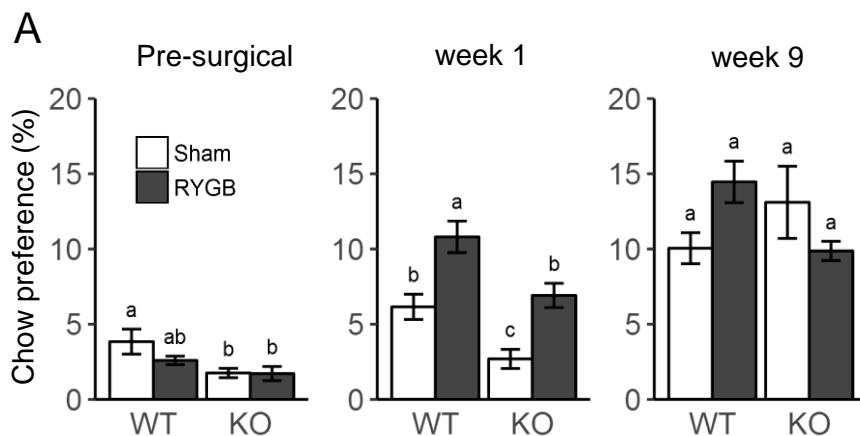 A
Pre-surgical
week 1
week 9
Chow preference (%)
20
15
10
5
0
Sham
RYGB
a
ab
b
b
WT
KO
20
15
10
5
0
b
a
c
b
WT
KO
20
15
10
5
0
a
a
a
a
WT
KO